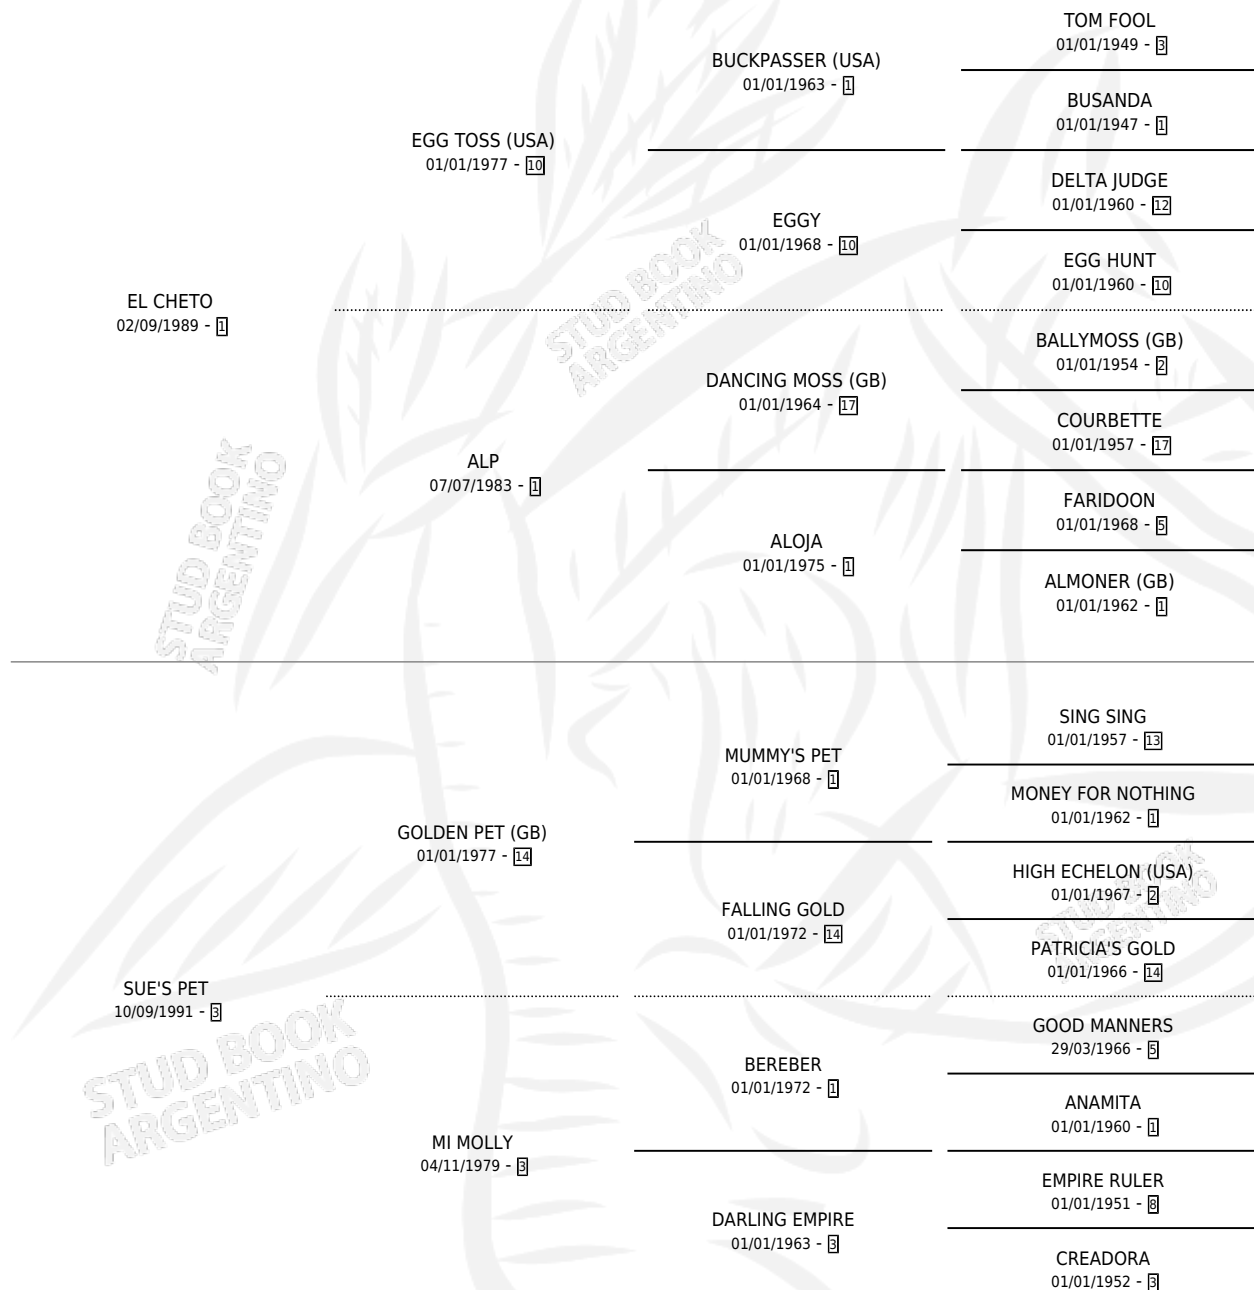 TOM FOOL
01/01/1949 - 3
BUCKPASSER (USA)
01/01/1963 - 1
BUSANDA
01/01/1947 - 1
EGG TOSS (USA)
01/01/1977 - 10
DELTA JUDGE
01/01/1960 - 12
EGGY
01/01/1968 - 10
EGG HUNT
01/01/1960 - 10
EL CHETO
02/09/1989 - 1
BALLYMOSS (GB)
01/01/1954 - 2
DANCING MOSS (GB)
01/01/1964 - 17
COURBETTE
01/01/1957 - 17
ALP
07/07/1983 - 1
FARIDOON
01/01/1968 - 5
ALOJA
01/01/1975 - 1
ALMONER (GB)
01/01/1962 - 1
SING SING
01/01/1957 - 13
MUMMY'S PET
01/01/1968 - 1
MONEY FOR NOTHING
01/01/1962 - 1
GOLDEN PET (GB)
01/01/1977 - 14
HIGH ECHELON (USA)
01/01/1967 - 2
FALLING GOLD
01/01/1972 - 14
PATRICIA'S GOLD
01/01/1966 - 14
SUE'S PET
10/09/1991 - 3
GOOD MANNERS
29/03/1966 - 5
BEREBER
01/01/1972 - 1
ANAMITA
01/01/1960 - 1
MI MOLLY
04/11/1979 - 3
EMPIRE RULER
01/01/1951 - 8
DARLING EMPIRE
01/01/1963 - 3
CREADORA
01/01/1952 - 3
STUD BOOK
ARGENTINO
STUD BOOK
ARGENTINO
STUD BOOK
ARGENTINO
STUD BOOK
ARGENTINO